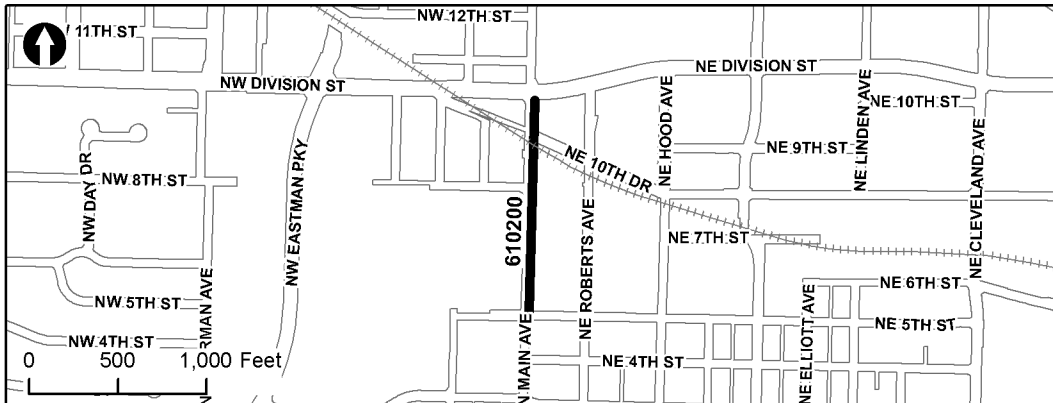 NW 12TH ST
11TH ST
NW DIVISION ST
NE DIVISION ST
NE HOOD AVE
NE LINDEN AVE
NE 10TH ST
NE CLEVELAND AVE
NE 9TH ST
NE 10TH DR
NW DAY DR
NW 8TH ST
NW EASTMAN PKY
610200
NE ROBERTS AVE
NE 7TH ST
NE 6TH ST
NW 5TH ST
RMAN AVE
N MAIN AVE
NE ELLIOTT AVE
NE 5TH ST
NW 4TH ST
NE 4TH ST
0 500 1,000 Feet
N